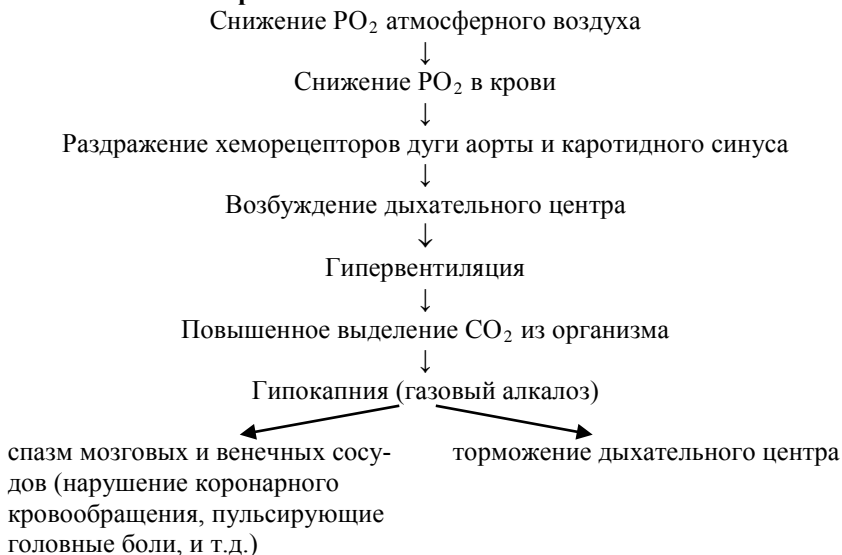 Снижение PO₂ атмосферного воздуха
↓
Снижение PO₂ в крови
↓
Раздражение хеморецепторов дуги аорты и каротидного синуса
↓
Возбуждение дыхательного центра
↓
Гипервентиляция
↓
Повышенное выделение CO₂ из организма
↓
Гипокапния (газовый алкалоз)
спазм мозговых и венечных сосу-
дов (нарушение коронарного
кровообращения, пульсирующие
головные боли, и т.д.)
торможение дыхательного центра